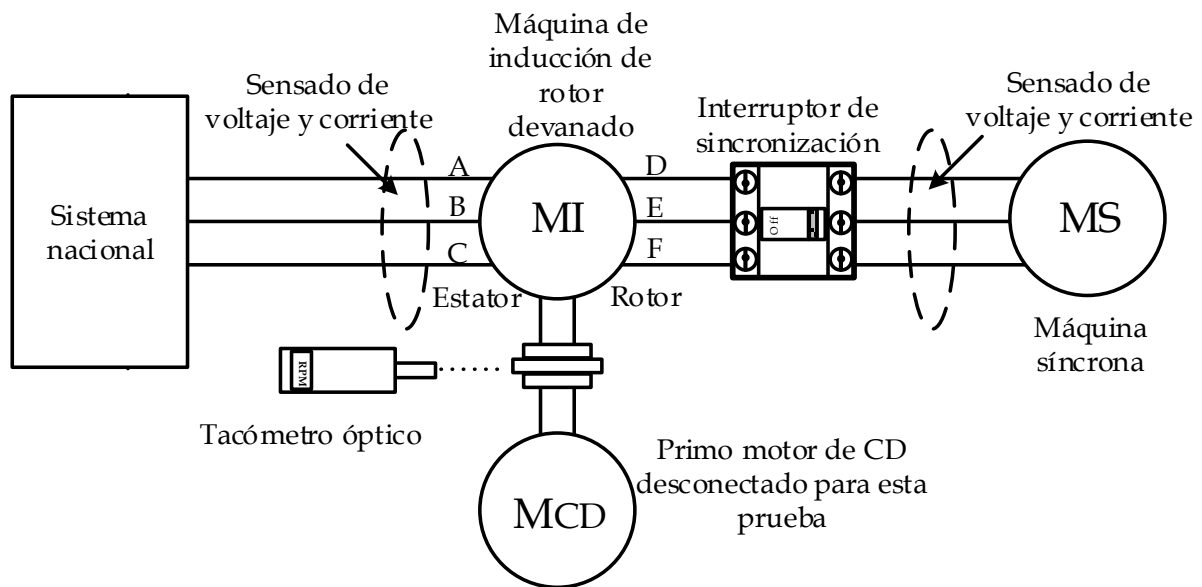 Máquina de
inducción de
rotor
devanado
Sensado de
voltaje y corriente
Interruptor de
sincronización
Sensado de
voltaje y corriente
Sistema
nacional
A
B
C
MI
D
E
F
Off
MS
Estator
Rotor
Máquina
síncrona
RPM
Tacómetro óptico
MCD
Primo motor de CD
desconectado para esta
prueba